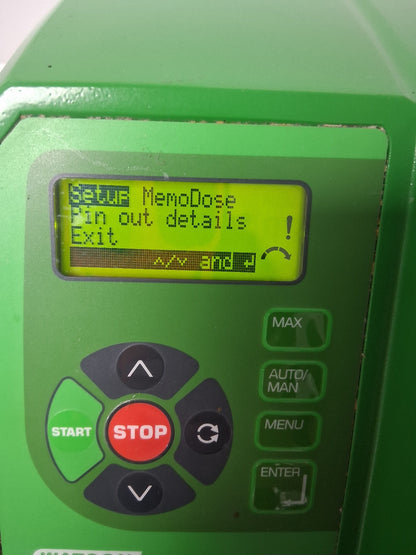 Setup MemoDose
Pin out details
!
Exit
^/v and ↵
MAX
AUTO/
MAN
MENU
START
STOP
ENTER